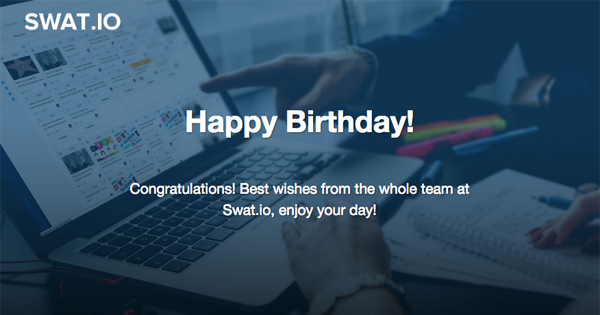 SWAT.IO
Happy Birthday!
Congratulations! Best wishes from the whole team at
Swat.io, enjoy your day!